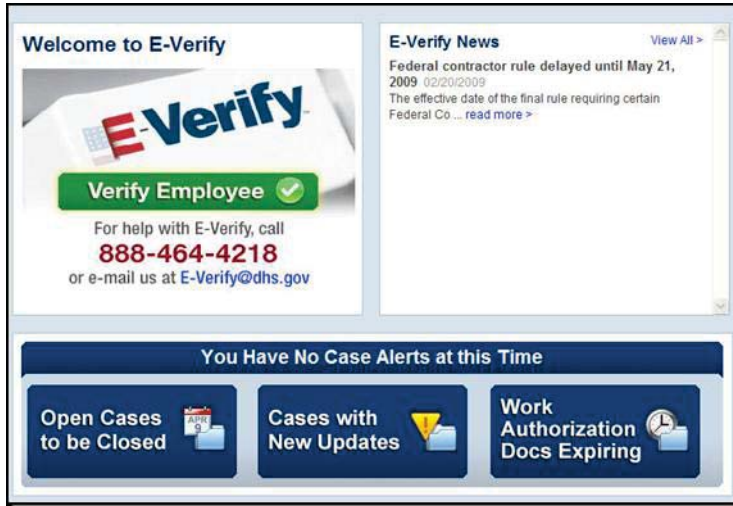 Welcome to E-Verify
E-Verify
Verify Employee
For help with E-Verify, call
888-464-4218
or e-mail us at E-Verify@dhs.gov
E-Verify News
View All >
Federal contractor rule delayed until May 21,
2009 02/20/2009
The effective date of the final rule requiring certain
Federal Co ... read more >
You Have No Case Alerts at this Time
Open Cases
to be Closed
APR
9
Cases with
New Updates
Work
Authorization
Docs Expiring